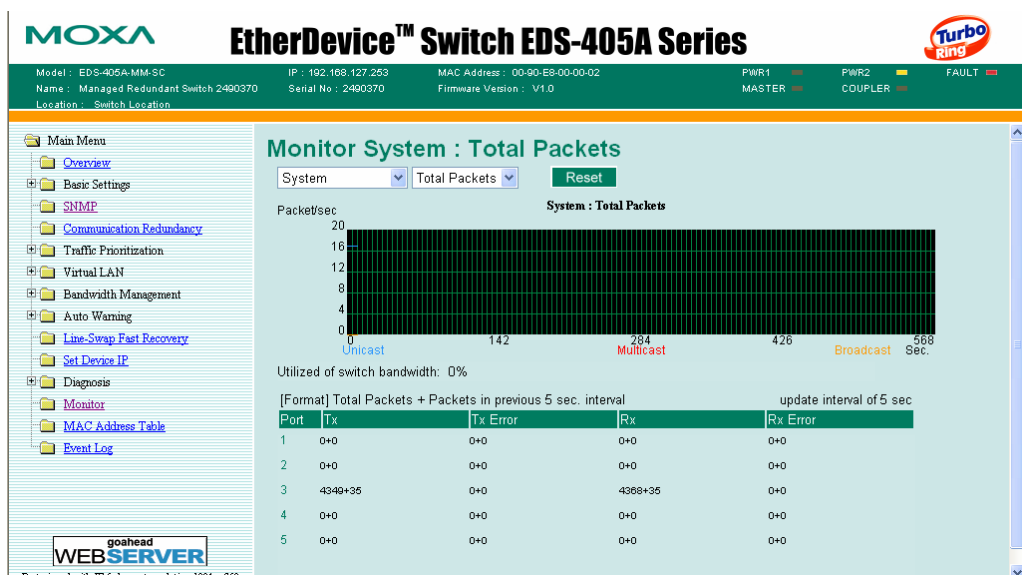 MOXA
EtherDevice™ Switch EDS-405A Series
Turbo Ring
Model : EDS-405A-MM-SC
IP : 192.168.127.253
MAC Address : 00-90-E8-00-00-02
PWR1
PWR2
FAULT
Name : Managed Redundant Switch 2490370
Serial No : 2490370
Firmware Version : V1.0
MASTER
COUPLER
Location : Switch Location
Main Menu
Overview
Basic Settings
SNMP
Communication Redundancy
Traffic Prioritization
Virtual LAN
Bandwidth Management
Auto Warning
Line-Swap Fast Recovery
Set Device IP
Diagnosis
Monitor
MAC Address Table
Event Log
goahead
WEBSERVER
Monitor System : Total Packets
System
Total Packets
Reset
Packet/sec
System : Total Packets
20
16
12
8
4
0
0 142 284 426 568
Unicast Multicast Broadcast Sec.
Utilized of switch bandwidth: 0%
[Format] Total Packets + Packets in previous 5 sec. interval
update interval of 5 sec
Port Tx Tx Error Rx Rx Error
1 0+0 0+0 0+0 0+0
2 0+0 0+0 0+0 0+0
3 4349+35 0+0 4368+35 0+0
4 0+0 0+0 0+0 0+0
5 0+0 0+0 0+0 0+0